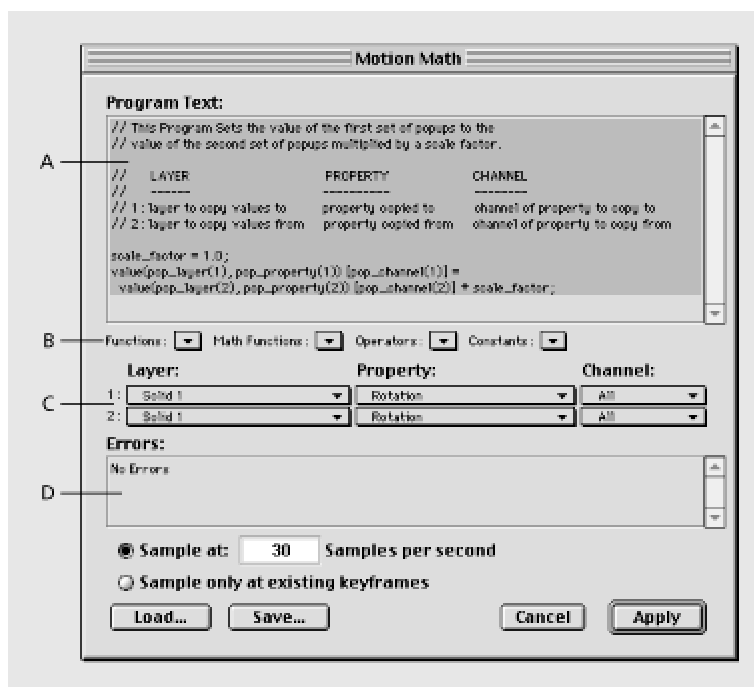 Motion Math
Program Text:
// This Program Sets the value of the first set of popups to the
// value of the second set of popups multiplied by a scale factor.
// LAYER PROPERTY CHANNEL
// ------ ---------- --------
// 1: layer to copy values to property copied to channel of property to copy to
// 2: layer to copy values from property copied from channel of property to copy from
scale_factor = 1.0;
value(pop_layer(1), pop_property(1)) [pop_channel(1)] =
value(pop_layer(2), pop_property(2)) [pop_channel(2)] * scale_factor;
A
B Functions: Math Functions: Operators: Constants:
Layer: Property: Channel:
C
1: Solid 1 Rotation All
2: Solid 1 Rotation All
Errors:
No Errors
D
Sample at: 30 Samples per second
Sample only at existing keyframes
Load... Save... Cancel Apply